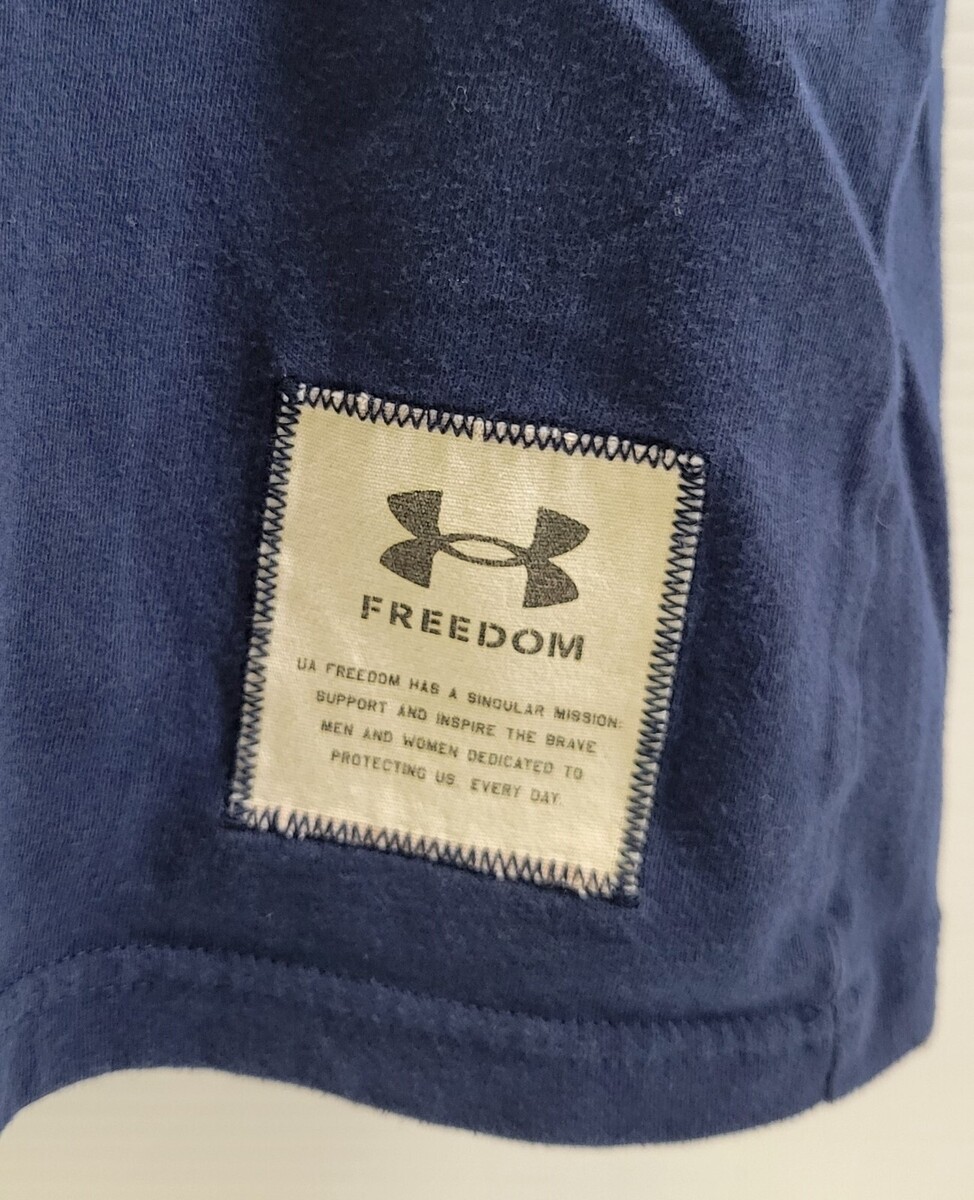 FREEDOM
UA FREEDOM HAS A SINGULAR MISSION:
SUPPORT AND INSPIRE THE BRAVE
MEN AND WOMEN DEDICATED TO
PROTECTING US. EVERY DAY.